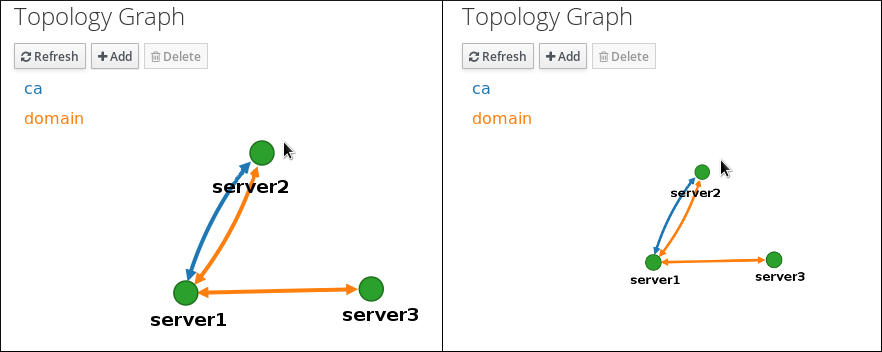 Topology Graph
Refresh Add Delete
ca
domain
server2
server1
server3
Topology Graph
Refresh Add Delete
ca
domain
server2
server1
server3